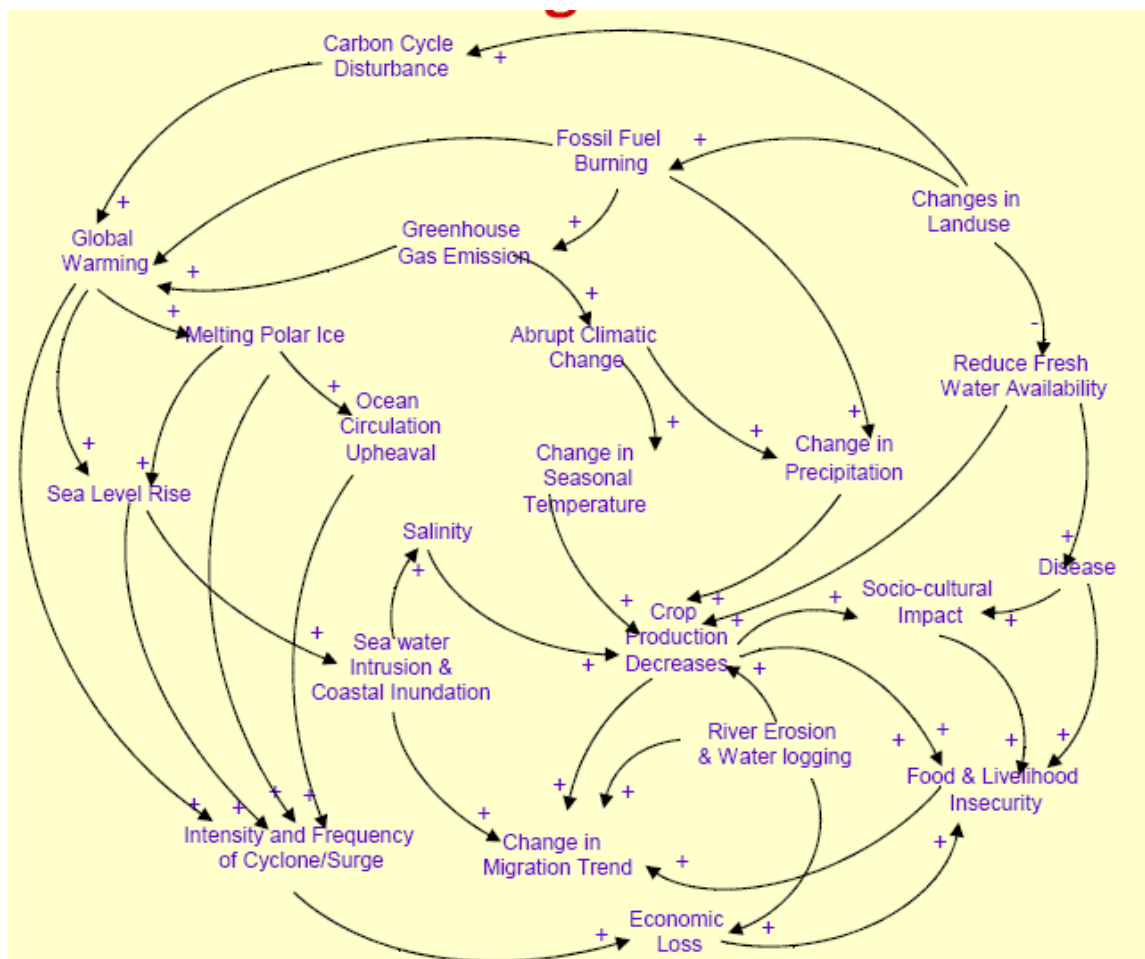 Carbon Cycle
Disturbance
+
Fossil Fuel
Burning
+
Changes in
Landuse
+
Global
Warming
Greenhouse
Gas Emission
+
+
+
+
Melting Polar Ice
Abrupt Climatic
Change
-
Reduce Fresh
Water Availability
+
Ocean
Circulation
Upheaval
+
+
+
Change in
Precipitation
+
+
Change in
Seasonal
Temperature
Sea Level Rise
Salinity
+
+
Disease
Socio-cultural
Impact
+
+
+
+
+
+
Crop
Production
Decreases
+
Sea water
Intrusion &
Coastal Inundation
+
+
River Erosion
& Water logging
+
+
+
+
Food & Livelihood
Insecurity
+
+
+
+
+
+
+
Intensity and Frequency
of Cyclone/Surge
+
Change in
Migration Trend
+
+
Economic
Loss
+
+